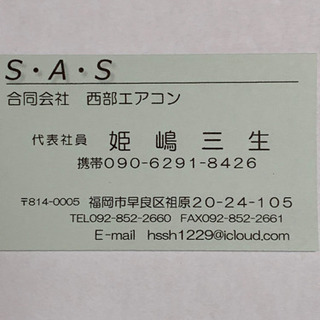 S・A・S
合同会社 西部エアコン
代表社員 姫嶋三生
携帯090-6291-8426
〒814-0005 福岡市早良区祖原20-24-105
TEL092-852-2660 FAX092-852-2661
E-mail hssh1229@icloud.com